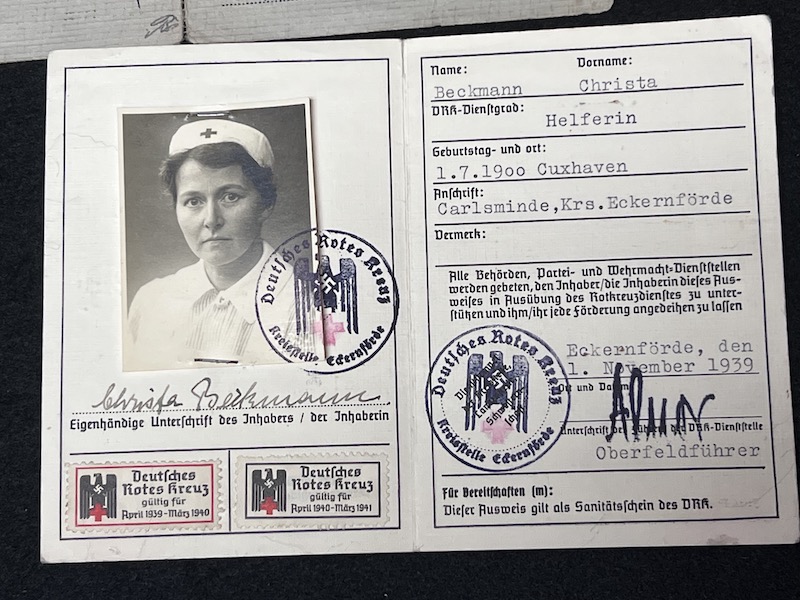 Christa Beckmann.
Eigenhändige Unterschrift des Inhabers / der Inhaberin
Deutsches
Rotes Kreuz
gültig für
April 1939-März 1940
Deutsches
Rotes Kreuz
gültig für
April 1940-März 1941
Deutsches Rotes Kreuz
Kreisstelle Eckernförde
Name: Vorname:
Beckmann Christa
DRK-Dienstgrad:
Helferin
Geburtstag- und ort:
1.7.19oo Cuxhaven
Anschrift:
Carlsminde,Krs.Eckernförde
Vermerk:
Alle Behörden, Partei- und Wehrmacht-Dienststellen
werden gebeten, den Inhaber/die Inhaberin dieses Aus-
weises in Ausübung des Rotkreuzdienstes zu unter-
stützen und ihm/ihr jede Förderung angedeihen zu lassen
Eckernförde, den
1. November 1939
Ort und Datum
Deutsches Rotes Kreuz
Kreisstelle Eckernförde
Unterschrift des Führers der DRK-Dienststelle
Oberfeldführer
Für Bereitschaften (m):
Dieser Ausweis gilt als Sanitätsschein des DRK.